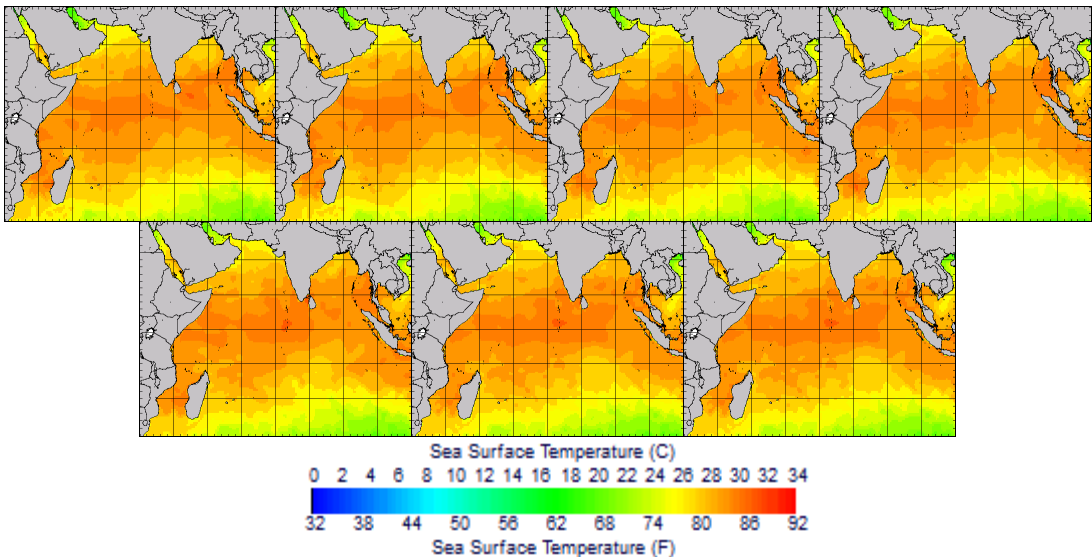 Sea Surface Temperature (C)
0 2 4 6 8 10 12 14 16 18 20 22 24 26 28 30 32 34
32 38 44 50 56 62 68 74 80 86 92
Sea Surface Temperature (F)